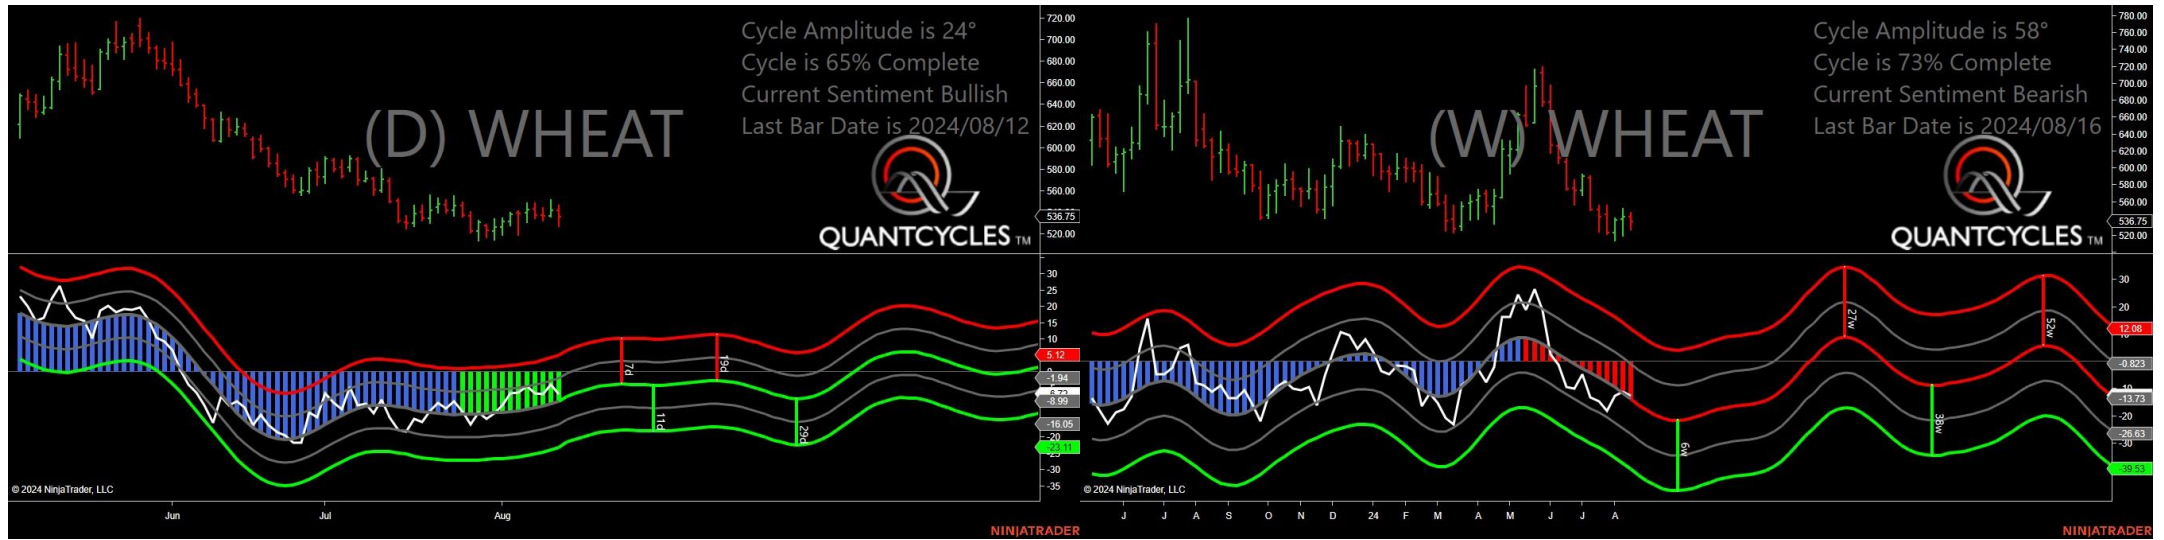 Cycle Amplitude is 24°
Cycle is 65% Complete
Current Sentiment Bullish
Last Bar Date is 2024/08/12
(D) WHEAT
QUANTCYCLES TM
720.00
700.00
680.00
660.00
640.00
620.00
600.00
580.00
560.00
536.75
520.00
30
25
20
15
10
5.12
-1.94
-8.99
-16.05
-20
-23.11
-25
-30
-35
7d
11d
19d
29d
© 2024 NinjaTrader, LLC
Jun Jul Aug
NINJATRADER
Cycle Amplitude is 58°
Cycle is 73% Complete
Current Sentiment Bearish
Last Bar Date is 2024/08/16
(W) WHEAT
QUANTCYCLES TM
780.00
760.00
740.00
720.00
700.00
680.00
660.00
640.00
620.00
600.00
580.00
560.00
536.75
520.00
30
20
12.08
-0.823
-10
-13.73
-20
-26.63
-30
-39.53
6w
27w
38w
52w
© 2024 NinjaTrader, LLC
J J A S O N D 24 F M A M J J A
NINJATRADER